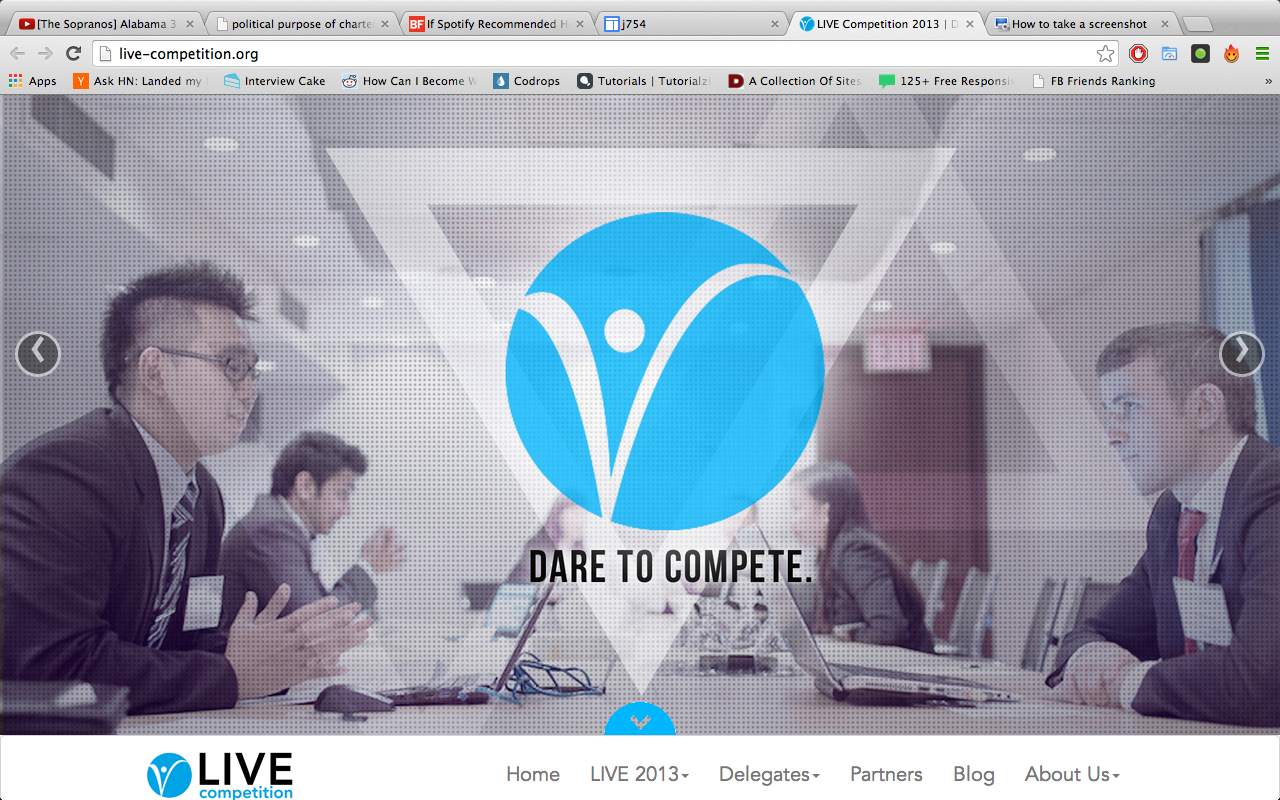 [The Sopranos] Alabama 3
political purpose of charte
BF If Spotify Recommended H
j754
LIVE Competition 2013 | D
How to take a screenshot
live-competition.org
Apps
Y Ask HN: Landed my
Interview Cake
How Can I Become W
Codrops
Tutorials | Tutorialzi
A Collection Of Sites
125+ Free Responsi
FB Friends Ranking
»
DARE TO COMPETE.
LIVE
competition
Home
LIVE 2013
Delegates
Partners
Blog
About Us